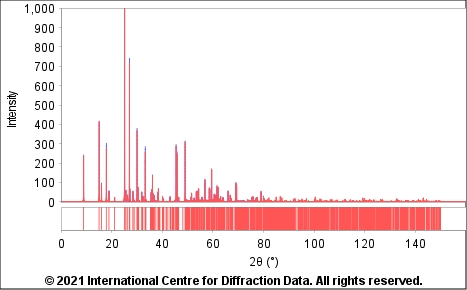 1,000
900
800
700
600
500
400
300
200
100
0
Intensity
0 20 40 60 80 100 120 140
2θ (°)
© 2021 International Centre for Diffraction Data. All rights reserved.